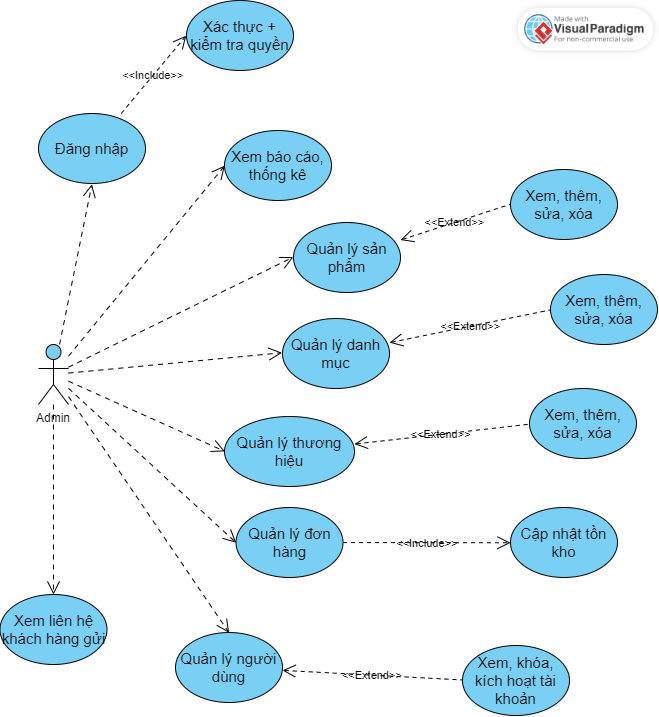 Made with
VisualParadigm
For non-commercial use
Xác thực +
kiểm tra quyền
<<Include>>
Đăng nhập
Xem báo cáo,
thống kê
Xem, thêm,
sửa, xóa
<<Extend>>
Quản lý sản
phẩm
Xem, thêm,
sửa, xóa
<<Extend>>
Quản lý danh
mục
Admin
Xem, thêm,
sửa, xóa
<<Extend>>
Quản lý thương
hiệu
Quản lý đơn
hàng
<<Include>>
Cập nhật tồn
kho
Xem liên hệ
khách hàng gửi
Quản lý người
dùng
<<Extend>>
Xem, khóa,
kích hoạt tài
khoản